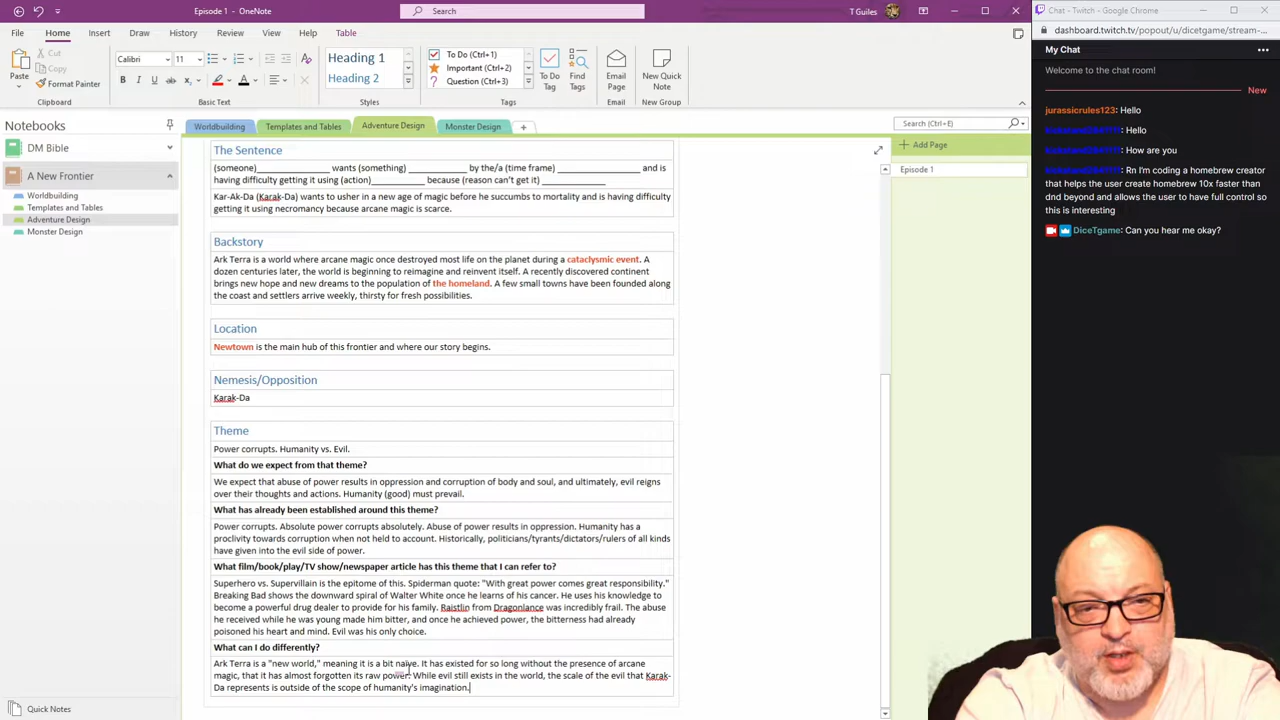 Episode 1 - OneNote
Search
T Guiles
File Home Insert Draw History Review View Help Table
Paste
Cut
Copy
Format Painter
Clipboard
Calibri 11
Basic Text
Heading 1
Heading 2
Styles
To Do (Ctrl+1)
Important (Ctrl+2)
Question (Ctrl+3)
Tags
To Do Tag
Find Tags
Email Page
Email
New Quick Note
New Group
Notebooks
DM Bible
A New Frontier
Worldbuilding
Templates and Tables
Adventure Design
Monster Design
Quick Notes
Worldbuilding Templates and Tables Adventure Design Monster Design +
Search (Ctrl+E)
Add Page
Episode 1
The Sentence
(someone)________________ wants (something) _____________ by the/a (time frame) __________________ and is
having difficulty getting it using (action)____________ because (reason can't get it) ______________
Kar-Ak-Da (Karak-Da) wants to usher in a new age of magic before he succumbs to mortality and is having difficulty
getting it using necromancy because arcane magic is scarce.
Backstory
Ark Terra is a world where arcane magic once destroyed most life on the planet during a cataclysmic event. A
dozen centuries later, the world is beginning to reimagine and reinvent itself. A recently discovered continent
brings new hope and new dreams to the population of the homeland. A few small towns have been founded along
the coast and settlers arrive weekly, thirsty for fresh possibilities.
Location
Newtown is the main hub of this frontier and where our story begins.
Nemesis/Opposition
Karak-Da
Theme
Power corrupts. Humanity vs. Evil.
What do we expect from that theme?
We expect that abuse of power results in oppression and corruption of body and soul, and ultimately, evil reigns
over their thoughts and actions. Humanity (good) must prevail.
What has already been established around this theme?
Power corrupts. Absolute power corrupts absolutely. Abuse of power results in oppression. Humanity has a
proclivity towards corruption when not held to account. Historically, politicians/tyrants/dictators/rulers of all kinds
have given into the evil side of power.
What film/book/play/TV show/newspaper article has this theme that I can refer to?
Superhero vs. Supervillain is the epitome of this. Spiderman quote: "With great power comes great responsibility."
Breaking Bad shows the downward spiral of Walter White once he learns of his cancer. He uses his knowledge to
become a powerful drug dealer to provide for his family. Raistlin from Dragonlance was incredibly frail. The abuse
he received while he was young made him bitter, and once he achieved power, the bitterness had already
poisoned his heart and mind. Evil was his only choice.
What can I do differently?
Ark Terra is a "new world," meaning it is a bit naïve. It has existed for so long without the presence of arcane
magic, that it has almost forgotten its raw power. While evil still exists in the world, the scale of the evil that Karak-
Da represents is outside of the scope of humanity's imagination.
Chat - Twitch - Google Chrome
dashboard.twitch.tv/popout/u/dicetgame/stream-
My Chat
Welcome to the chat room!
New
jurassicrules123: Hello
: Hello
: How are you
: Rn I'm coding a homebrew creator
that helps the user create homebrew 10x faster than
dnd beyond and allows the user to have full control so
this is interesting
DiceTgame: Can you hear me okay?